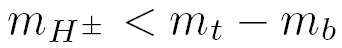 $m_{H^{\pm}} < m_t - m_b$